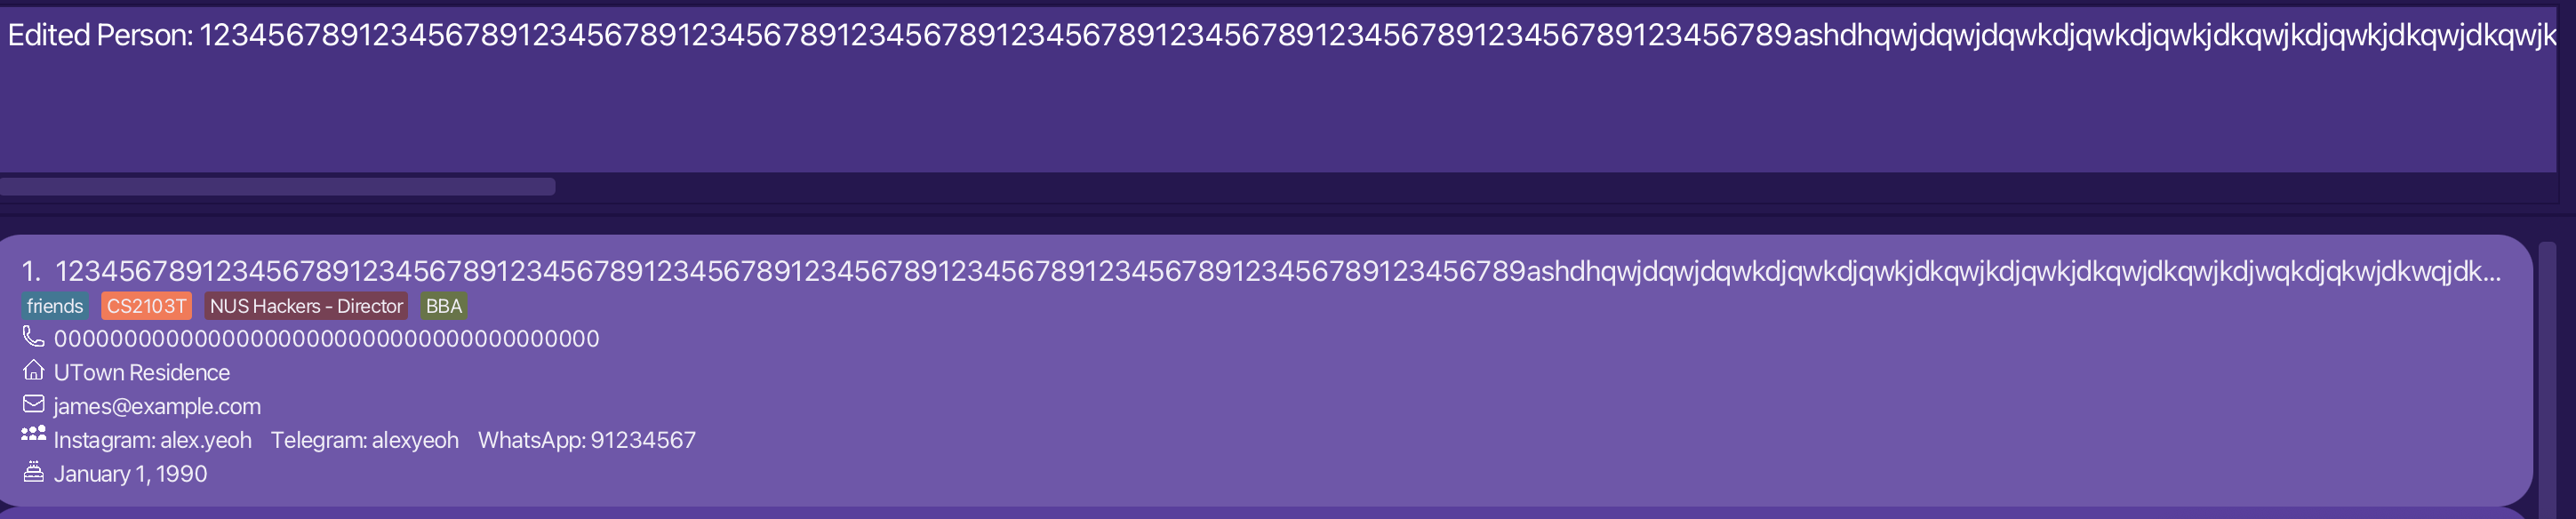 Edited Person: 123456789123456789123456789123456789123456789123456789123456789123456789123456789123456789ashdhqwjdqwjdqwkdjqwkdjqwkjdkqwjkdjqwkjdkqwjdkqwjk
1. 123456789123456789123456789123456789123456789123456789123456789123456789123456789123456789ashdhqwjdqwjdqwkdjqwkdjqwkjdkqwjkdjqwkjdkqwjdkqwjkdjwqkdjqkwjdkwqjdk...
friends CS2103T NUS Hackers - Director BBA
000000000000000000000000000000000000000
UTown Residence
james@example.com
Instagram: alex.yeoh Telegram: alexyeoh WhatsApp: 91234567
January 1, 1990